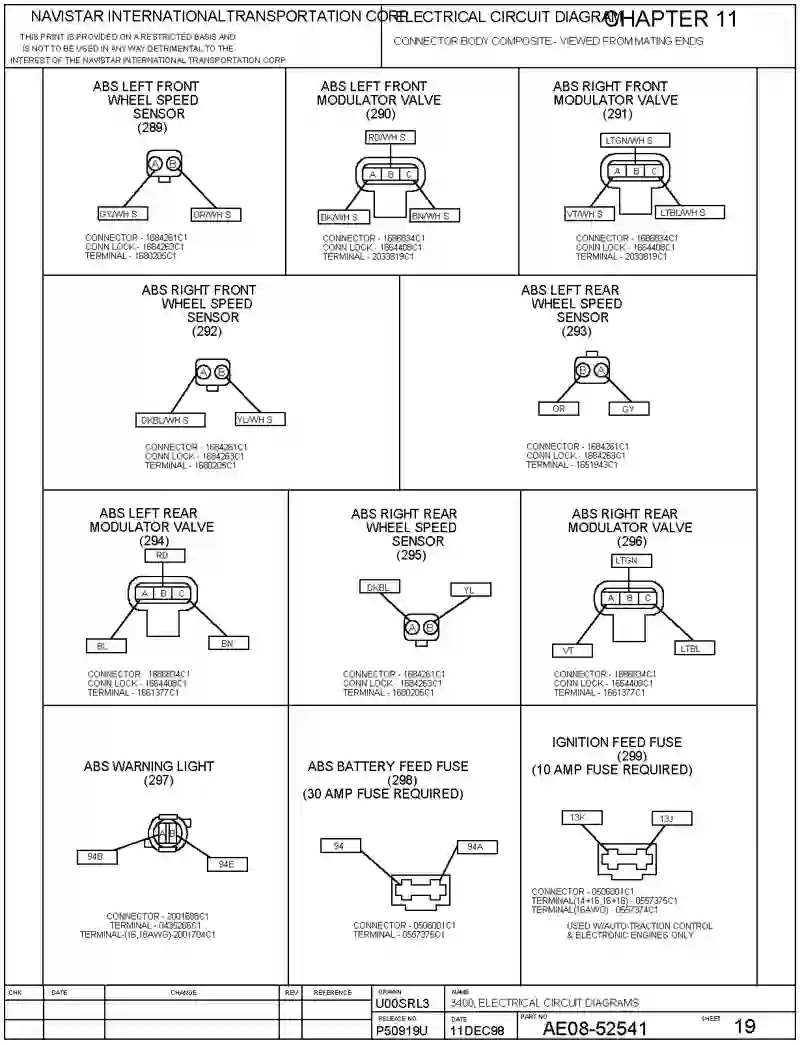 NAVISTAR INTERNATIONAL TRANSPORTATION CORP
THIS PRINT IS PROVIDED ON A RESTRICTED BASIS AND
IS NOT TO BE USED IN ANY WAY DETRIMENTAL TO THE
INTEREST OF THE NAVISTAR INTERNATIONAL TRANSPORTATION CORP
ELECTRICAL CIRCUIT DIAGRAM
CHAPTER 11
CONNECTOR BODY COMPOSITE - VIEWED FROM MATING ENDS
ABS LEFT FRONT
WHEEL SPEED
SENSOR
(289)
A B
GY/WH S
OR/WH S
CONNECTOR - 1684261C1
CONN LOCK - 1684263C1
TERMINAL - 1680205C1
ABS LEFT FRONT
MODULATOR VALVE
(290)
RD/WH S
A B C
BK/WH S
BN/WH S
CONNECTOR - 1686834C1
CONN LOCK - 1664408C1
TERMINAL - 2033819C1
ABS RIGHT FRONT
MODULATOR VALVE
(291)
LTGN/WH S
A B C
VT/WH S
LTBL/WH S
CONNECTOR - 1686834C1
CONN LOCK - 1664408C1
TERMINAL - 2033819C1
ABS RIGHT FRONT
WHEEL SPEED
SENSOR
(292)
A B
DKBL/WH S
YL/WH S
CONNECTOR - 1684261C1
CONN LOCK - 1684263C1
TERMINAL - 1680205C1
ABS LEFT REAR
WHEEL SPEED
SENSOR
(293)
B A
OR
GY
CONNECTOR - 1684261C1
CONN LOCK - 1684263C1
TERMINAL - 1651943C1
ABS LEFT REAR
MODULATOR VALVE
(294)
RD
A B C
BL
BN
CONNECTOR 1686834C1
CONN LOCK - 1664408C1
TERMINAL - 1661377C1
ABS RIGHT REAR
WHEEL SPEED
SENSOR
(295)
DKBL
YL
A B
CONNECTOR - 1684261C1
CONN LOCK - 1684263C1
TERMINAL - 1680205C1
ABS RIGHT REAR
MODULATOR VALVE
(296)
LTGN
A B C
VT
LTBL
CONNECTOR - 1686834C1
CONN LOCK - 1664408C1
TERMINAL - 1661377C1
ABS WARNING LIGHT
(297)
A B
94B
94E
CONNECTOR - 2001686C1
TERMINAL - 0435266C1
TERMINAL-(16,18AWG)-2001704C1
ABS BATTERY FEED FUSE
(298)
(30 AMP FUSE REQUIRED)
94
94A
CONNECTOR - 0506001C1
TERMINAL - 0557375C1
IGNITION FEED FUSE
(299)
(10 AMP FUSE REQUIRED)
13K
13J
CONNECTOR - 0506001C1
TERMINAL(14+16,16+18) - 0557375C1
TERMINAL(16AWG) - 0557374C1
USED W/AUTO TRACTION CONTROL
& ELECTRONIC ENGINES ONLY
CHK
DATE
CHANGE
REV
REFERENCE
DRAWN
U00SRL3
NAME
3400, ELECTRICAL CIRCUIT DIAGRAMS
RELEASE NO.
P50919U
DATE
11DEC98
PART NO.
AE08-52541
SHEET
19